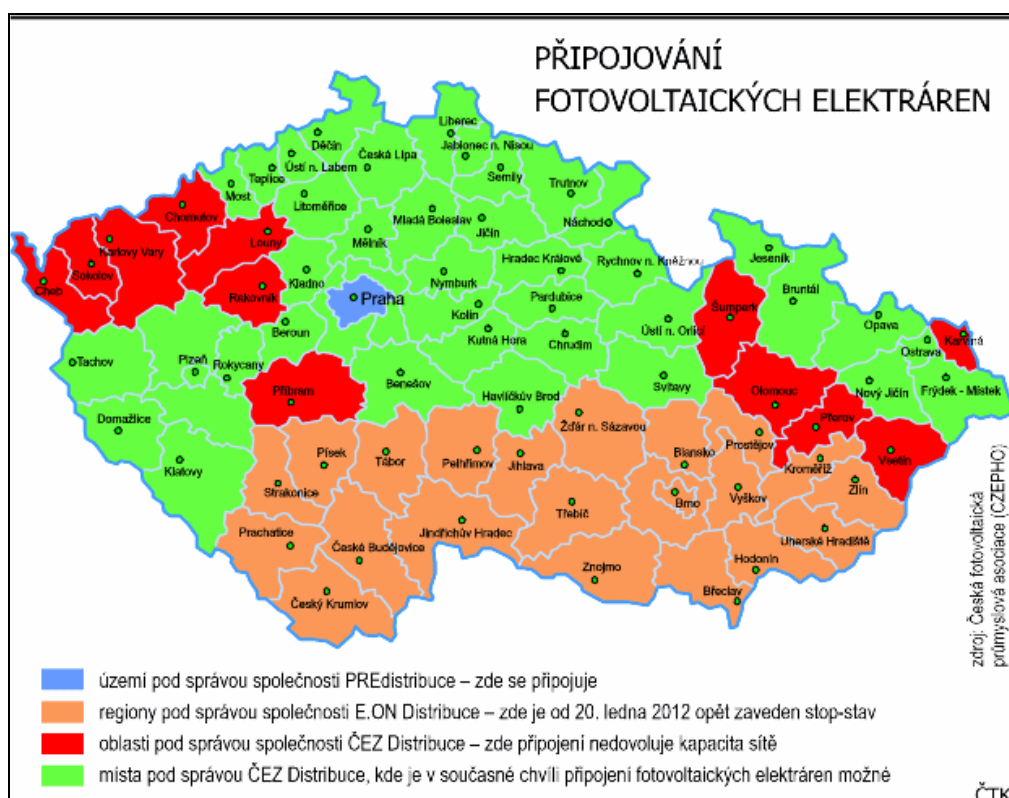 PŘIPOJOVÁNÍ
FOTOVOLTAICKÝCH ELEKTRÁREN
Děčín
Liberec
Ústí n. Labem
Česká Lípa
Jablonec n. Nisou
Teplice
Semily
Most
Litoměřice
Trutnov
Chomutov
Mladá Boleslav
Jičín
Náchod
Louny
Mělník
Karlovy Vary
Hradec Králové
Rychnov n. Kněžnou
Jeseník
Sokolov
Cheb
Kladno
Nymburk
Bruntál
Rakovník
Praha
Pardubice
Kolín
Šumperk
Opava
Beroun
Kutná Hora
Chrudim
Ústí n. Orlicí
Ostrava
Karviná
Tachov
Plzeň
Rokycany
Benešov
Svitavy
Nový Jičín
Frýdek - Místek
Příbram
Havlíčkův Brod
Olomouc
Domažlice
Žďár n. Sázavou
Přerov
Prostějov
Písek
Tábor
Pelhřimov
Jihlava
Blansko
Vsetín
Klatovy
Kroměříž
Strakonice
Zlín
Vyškov
Brno
Třebíč
Prachatice
Jindřichův Hradec
Uherské Hradiště
České Budějovice
Hodonín
Znojmo
Břeclav
Český Krumlov
zdroj: Česká fotovoltaická
průmyslová asociace (CZEPHO)
území pod správou společnosti PREdistribuce – zde se připojuje
regiony pod správou společnosti E.ON Distribuce – zde je od 20. ledna 2012 opět zaveden stop-stav
oblasti pod správou společnosti ČEZ Distribuce – zde připojení nedovoluje kapacita sítě
místa pod správou ČEZ Distribuce, kde je v současné chvíli připojení fotovoltaických elektráren možné
ČTK